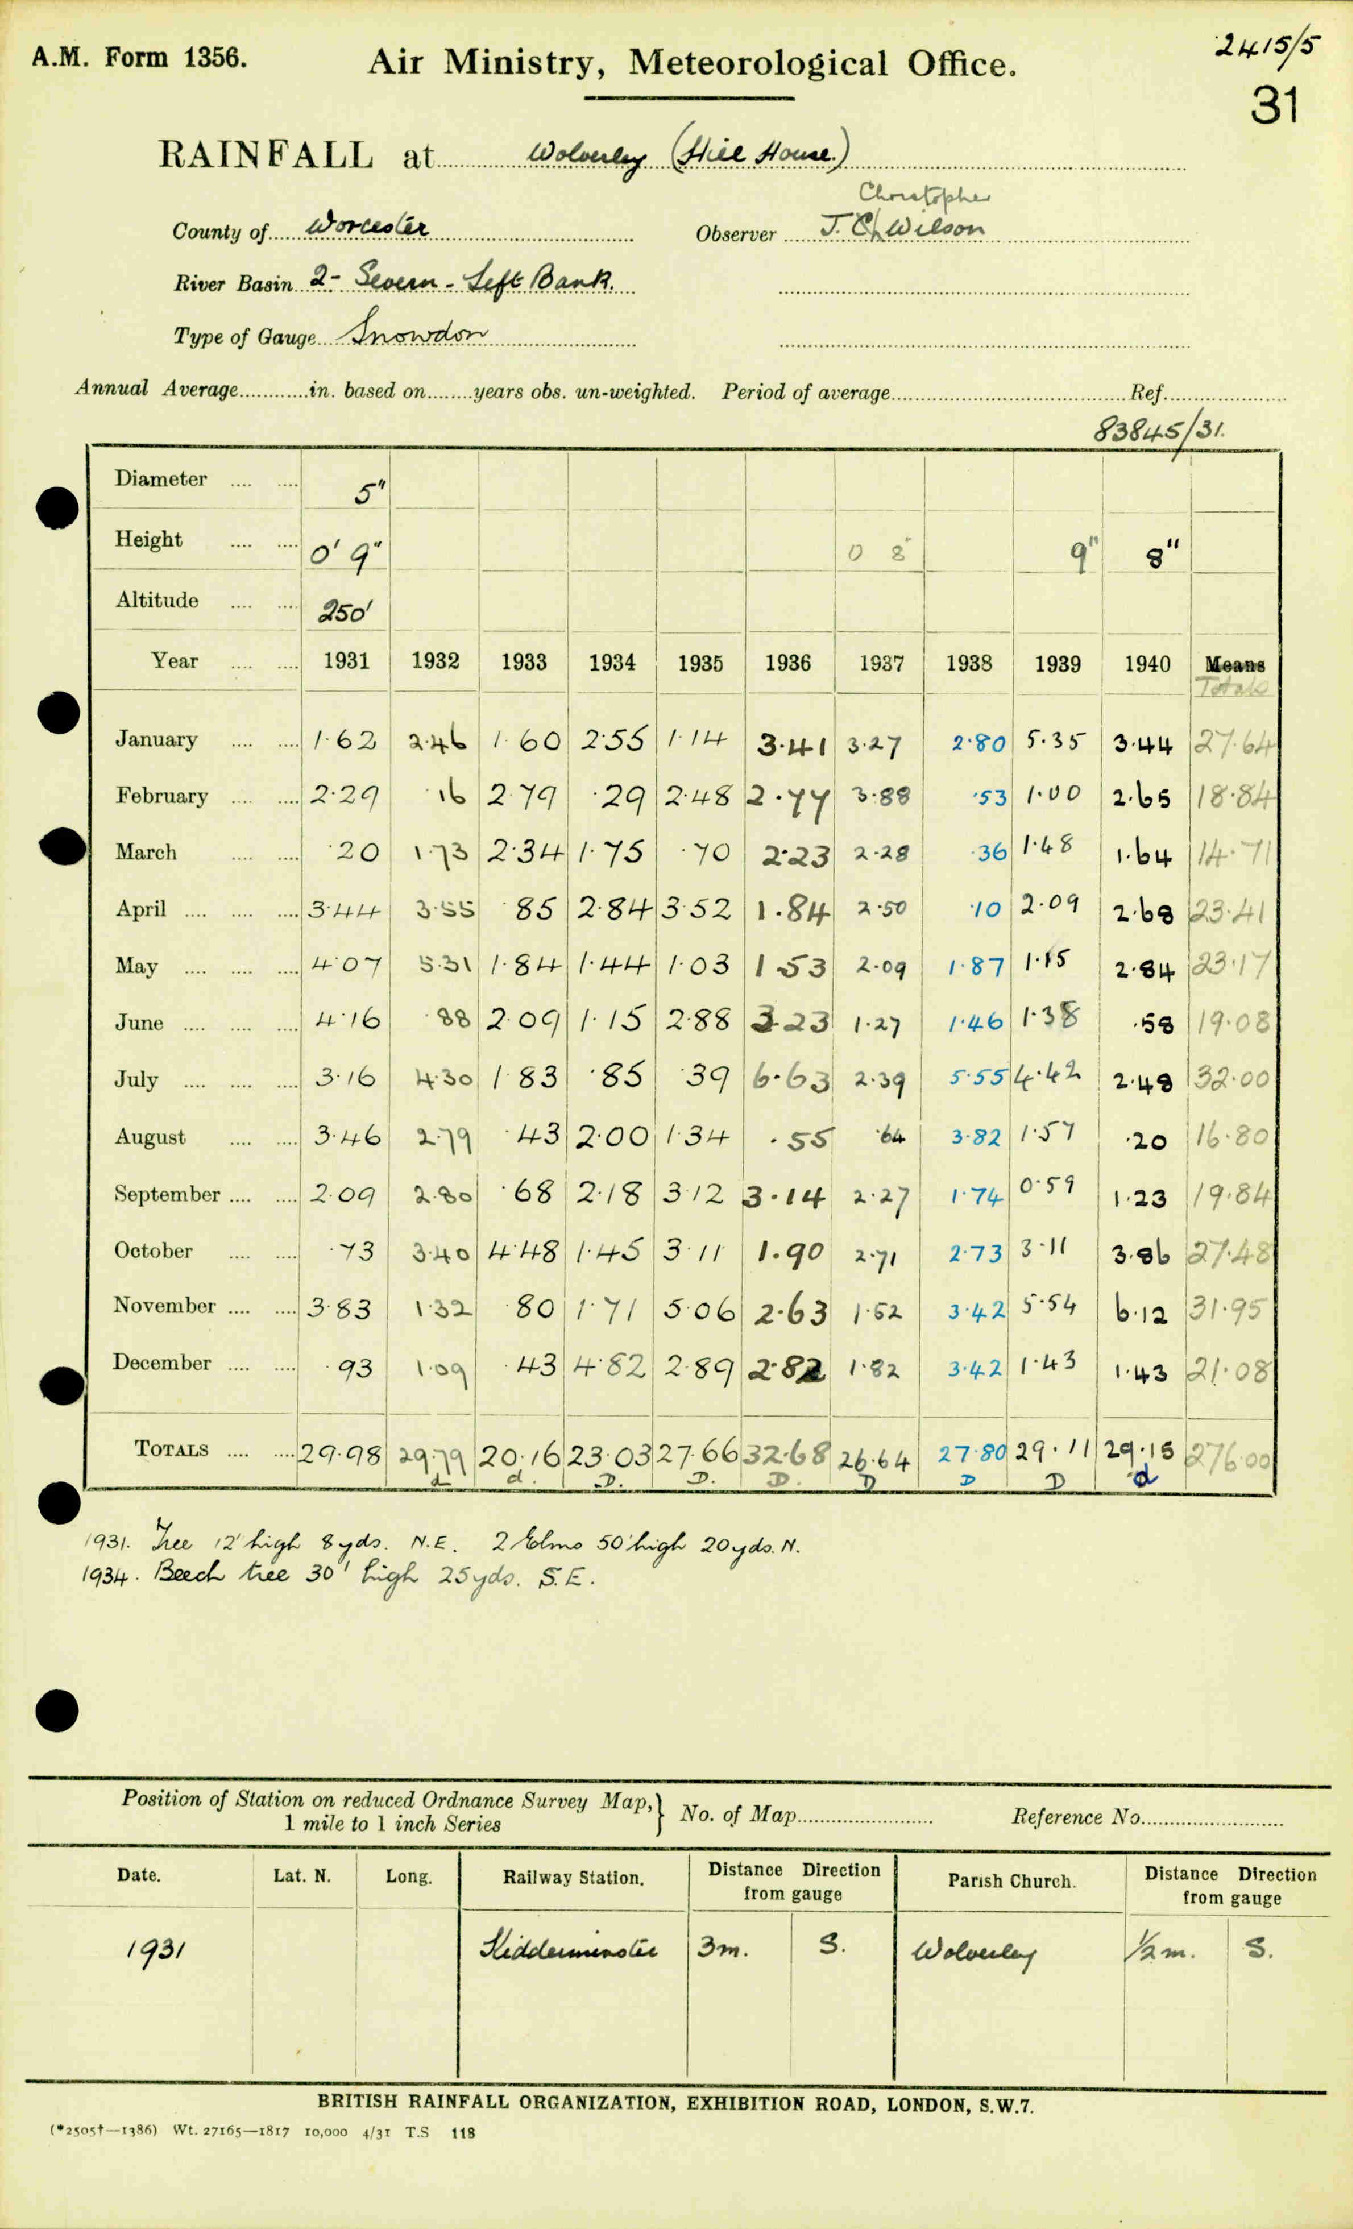 A.M. Form 1356.
Air Ministry, Meteorological Office.
2415/5
31
RAINFALL at Wolverley (Hill House.)
Christopher
County of Worcester Observer J. Ch Wilson
River Basin 2- Severn - Left Bank.
Type of Gauge Snowdon
Annual Average in. based on years obs. un-weighted. Period of average Ref.
83845/31.
Diameter 5"
Height 0' 9" 0 8" 9" 8"
Altitude 250'
Year 1931 1932 1933 1934 1935 1936 1937 1938 1939 1940 Means
Totals
January 1·62 2·46 1·60 2·55 1·14 3·41 3·27 2·80 5·35 3·44 27·64
February 2·29 ·16 2·79 ·29 2·48 2·77 3·88 ·53 1·00 2·65 18·84
March ·20 1·73 2·34 1·75 ·70 2·23 2·28 ·36 1·48 1·64 14·71
April 3·44 3·55 85 2·84 3·52 1·84 2·50 ·10 2·09 2·68 23·41
May 4·07 5·31 1·84 1·44 1·03 1·53 2·09 1·87 1·15 2·84 23·17
June 4·16 ·88 2·09 1·15 2·88 3·23 1·27 1·46 1·38 ·58 19·08
July 3·16 4·30 1·83 ·85 39 6·63 2·39 5·55 4·42 2·48 32·00
August 3·46 2·79 ·43 2·00 1·34 ·55 ·64 3·82 1·57 ·20 16·80
September 2·09 2·80 ·68 2·18 3·12 3·14 2·27 1·74 0·59 1·23 19·84
October ·73 3·40 4·48 1·45 3·11 1·90 2·71 2·73 3·11 3·86 27·48
November 3·83 1·32 ·80 1·71 5·06 2·63 1·52 3·42 5·54 6·12 31·95
December ·93 1·09 ·43 4·82 2·89 2·82 1·82 3·42 1·43 1·43 21·08
TOTALS 29·98 29·79 20·16 23·03 27·66 32·68 26·64 27·80 29·11 29·15 276·00
d d. D. D. D. D D D d
1931. Tree 12' high 8yds. N.E. 2 Elms 50' high 20yds. N.
1934. Beech tree 30' high 25yds. S.E.
Position of Station on reduced Ordnance Survey Map,} No. of Map Reference No.
1 mile to 1 inch Series
Date. Lat. N. Long. Railway Station. Distance Direction from gauge Parish Church. Distance Direction from gauge
1931 Kidderminster 3m. S. Wolverley ½m. S.
BRITISH RAINFALL ORGANIZATION, EXHIBITION ROAD, LONDON, S.W.7.
(*2505†—1386) Wt. 27165—1817 10,000 4/31 T.S 118